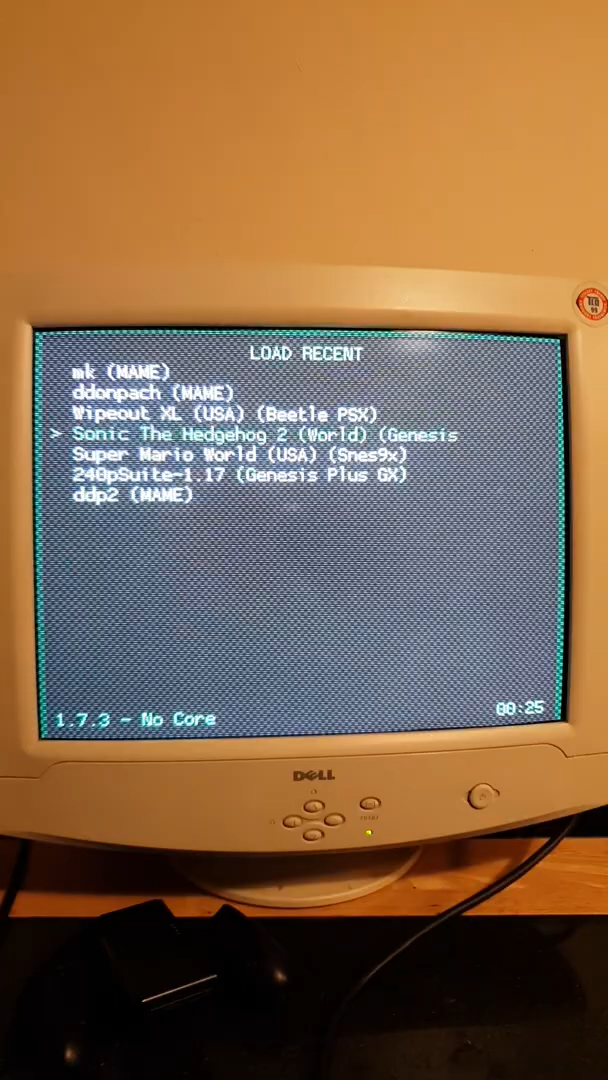 LOAD RECENT
mk (MAME)
ddonpach (MAME)
Wipeout XL (USA) (Beetle PSX)
> Sonic The Hedgehog 2 (World) (Genesis
Super Mario World (USA) (Snes9x)
240pSuite-1.17 (Genesis Plus GX)
ddp2 (MAME)
1.7.3 - No Core
00:25
DELL